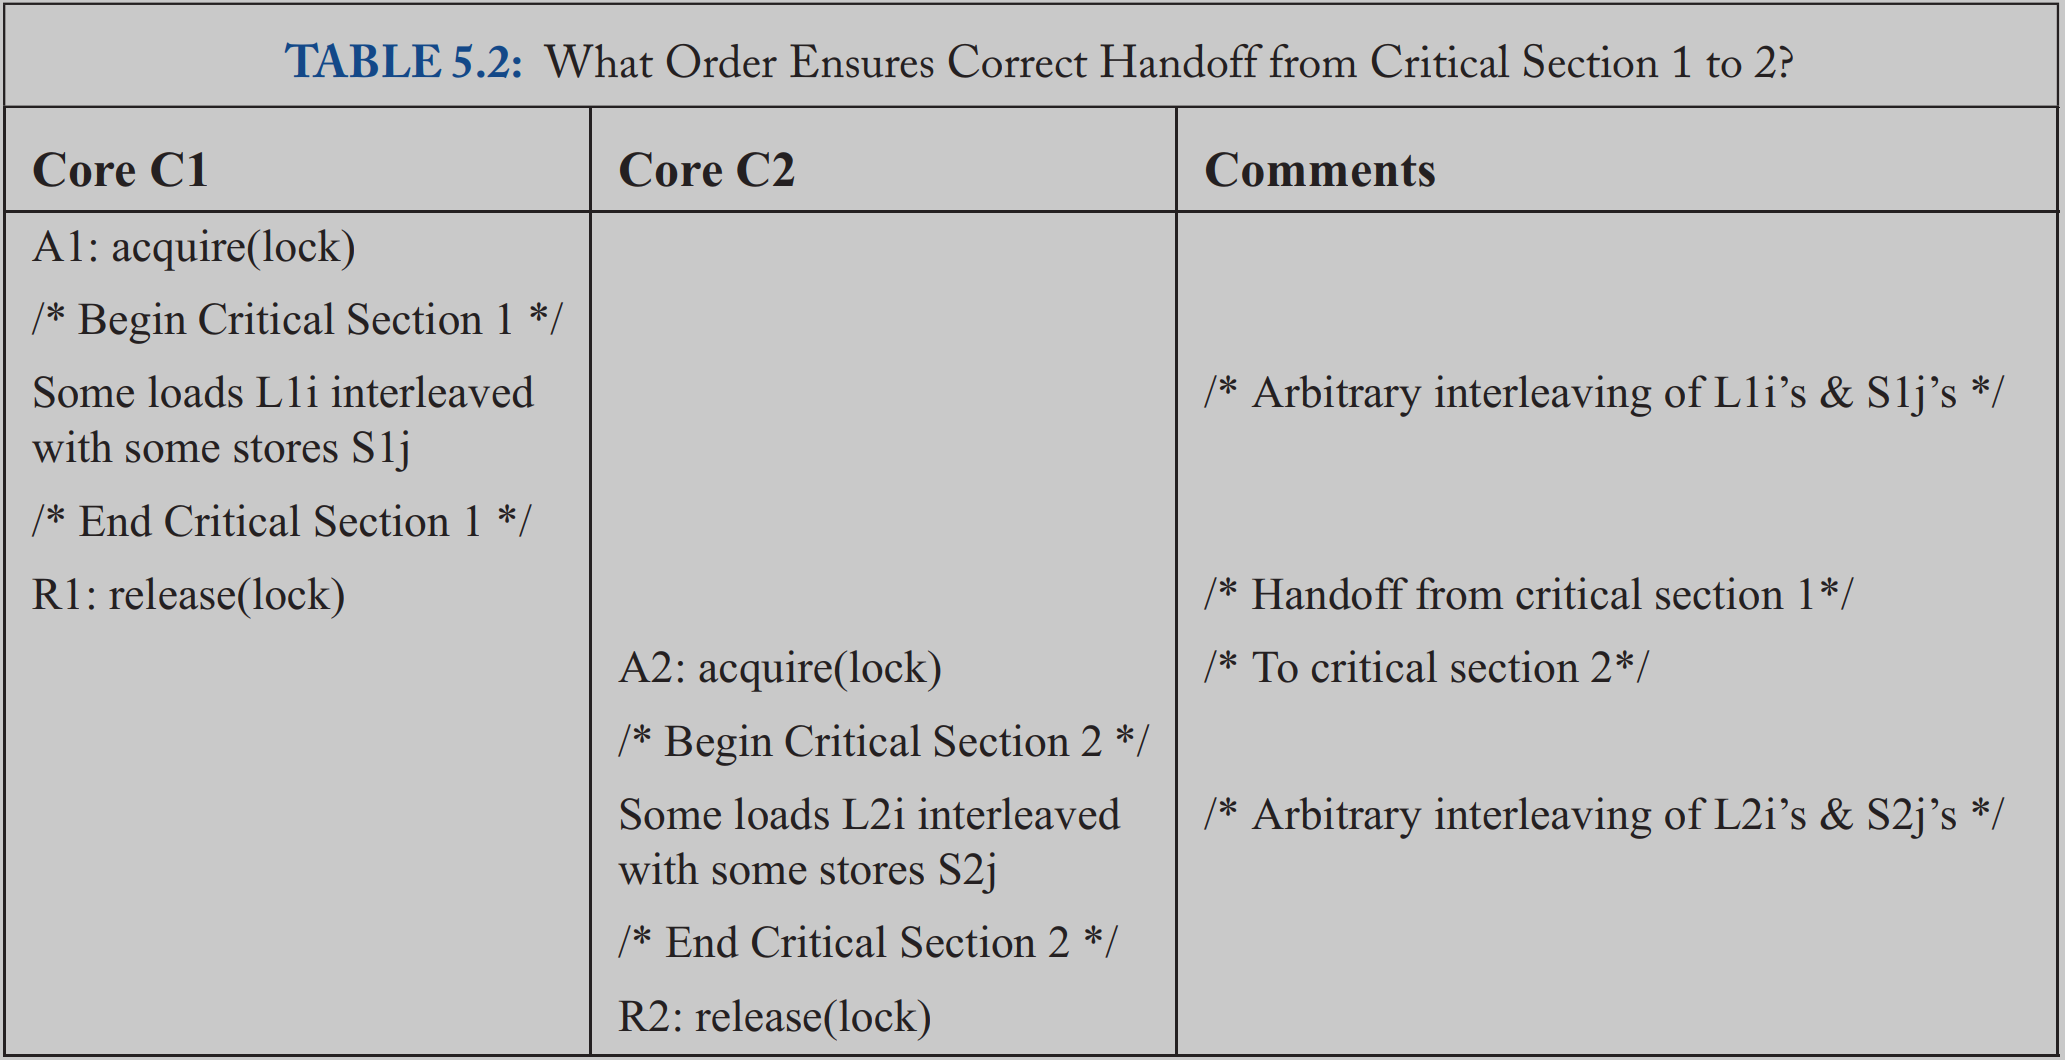 TABLE 5.2: What Order Ensures Correct Handoff from Critical Section 1 to 2?
Core C1 Core C2 Comments
A1: acquire(lock)
/* Begin Critical Section 1 */
Some loads L1i interleaved /* Arbitrary interleaving of L1i’s & S1j’s */
with some stores S1j
/* End Critical Section 1 */
R1: release(lock) /* Handoff from critical section 1*/
A2: acquire(lock) /* To critical section 2*/
/* Begin Critical Section 2 */
Some loads L2i interleaved /* Arbitrary interleaving of L2i’s & S2j’s */
with some stores S2j
/* End Critical Section 2 */
R2: release(lock)